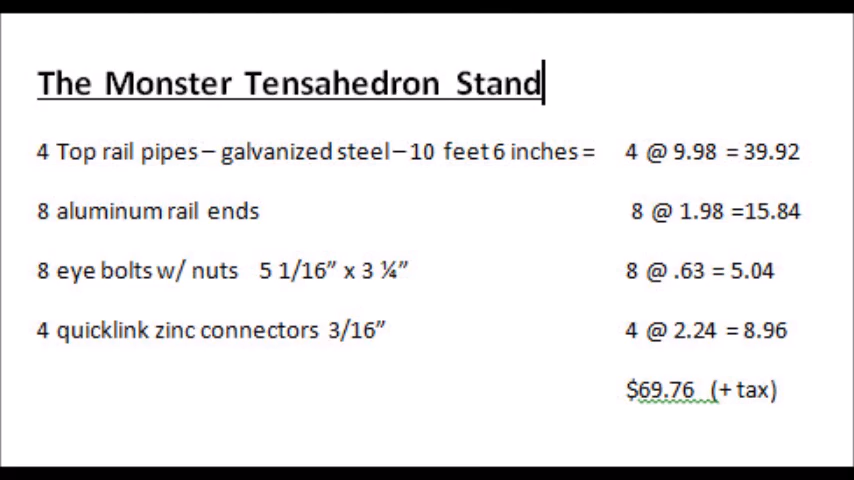 The Monster Tensahedron Stand
4 Top rail pipes – galvanized steel – 10 feet 6 inches = 4 @ 9.98 = 39.92
8 aluminum rail ends 8 @ 1.98 =15.84
8 eye bolts w/ nuts 5 1/16” x 3 ¼” 8 @ .63 = 5.04
4 quicklink zinc connectors 3/16” 4 @ 2.24 = 8.96
$69.76 (+ tax)